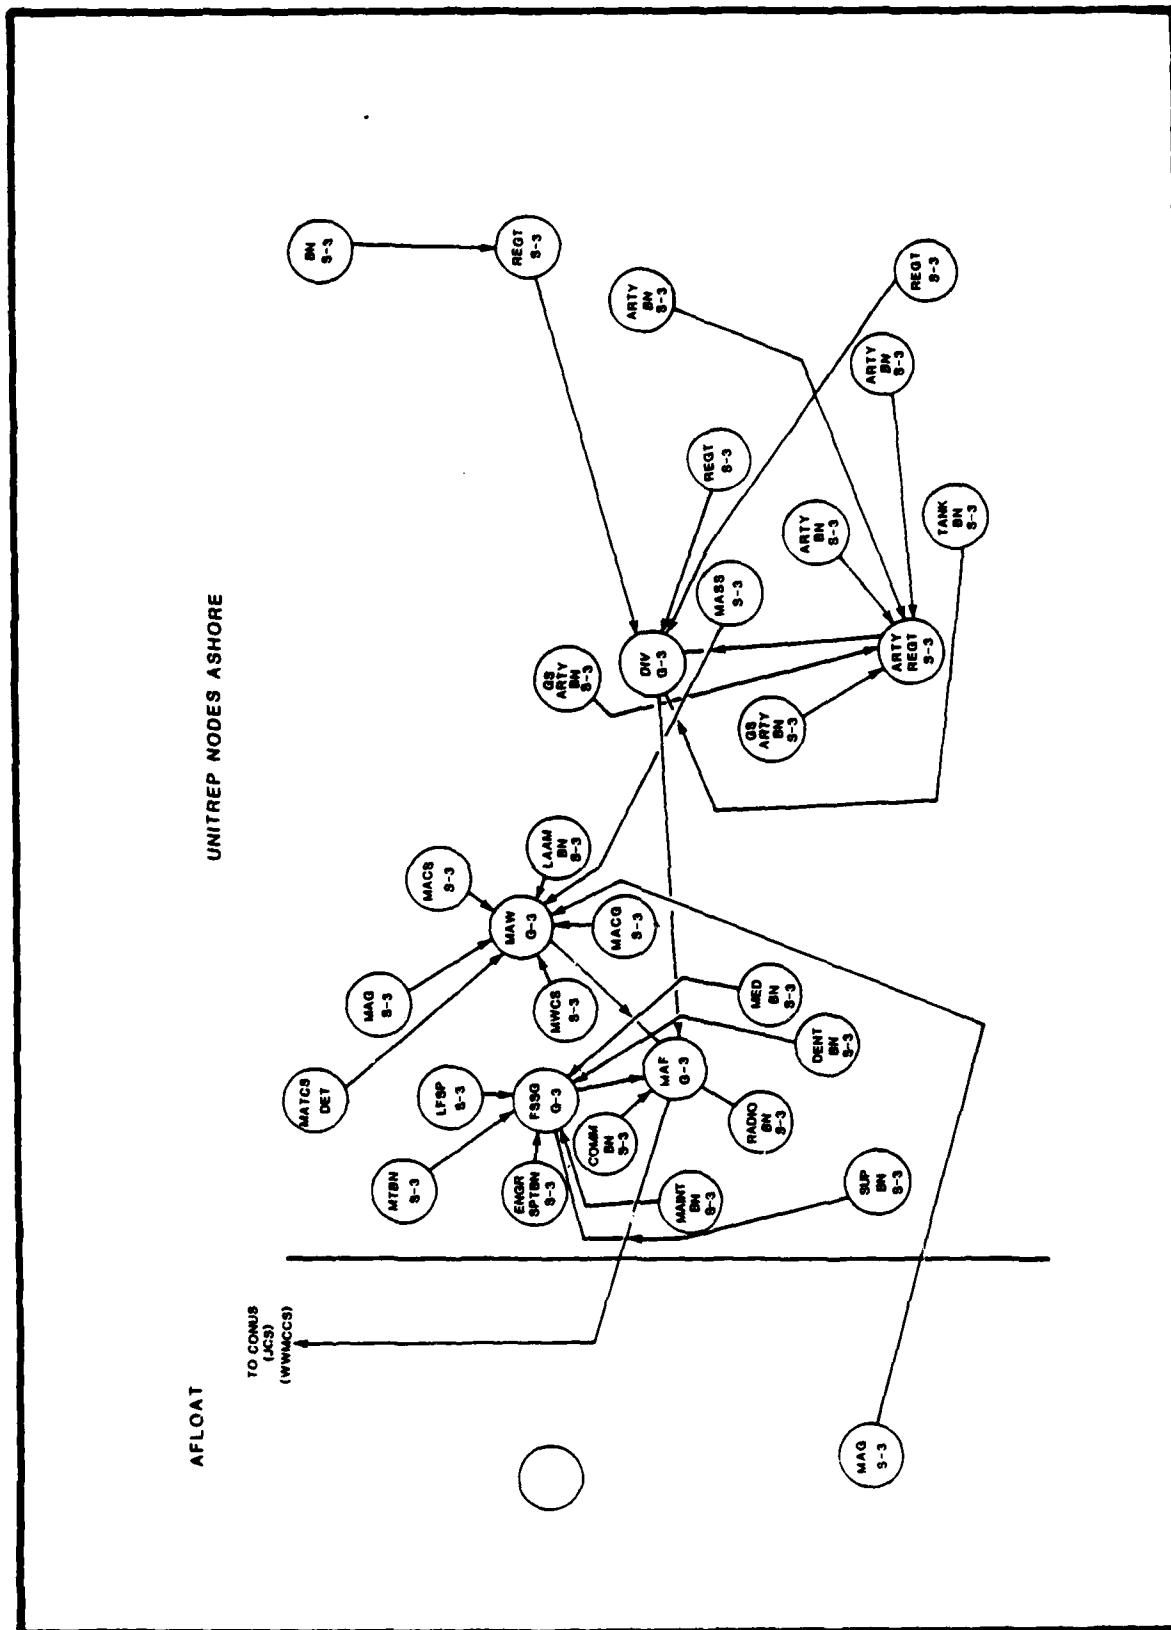 UNITREP NODES ASHORE
AFLOAT
TO CONUS
(JCS)
(WWMCCS)
MAG
S-3
MATCS
DET
MAG
S-3
MACS
S-3
LAAM
BN
S-3
MAW
G-3
MWCS
S-3
MACG
S-3
MTBN
S-3
LFSP
S-3
ENGR
SPTBN
S-3
FSSG
G-3
COMM
BN
S-3
MAF
G-3
MAINT
BN
S-3
RADIO
BN
S-3
MED
BN
S-3
DENT
BN
S-3
SUP
BN
S-3
BN
S-3
REGT
S-3
ARTY
BN
S-3
REGT
S-3
REGT
S-3
ARTY
BN
S-3
MASS
S-3
ARTY
BN
S-3
TANK
BN
S-3
GS
ARTY
BN
S-3
DIV
G-3
GS
ARTY
BN
S-3
ARTY
REGT
S-3